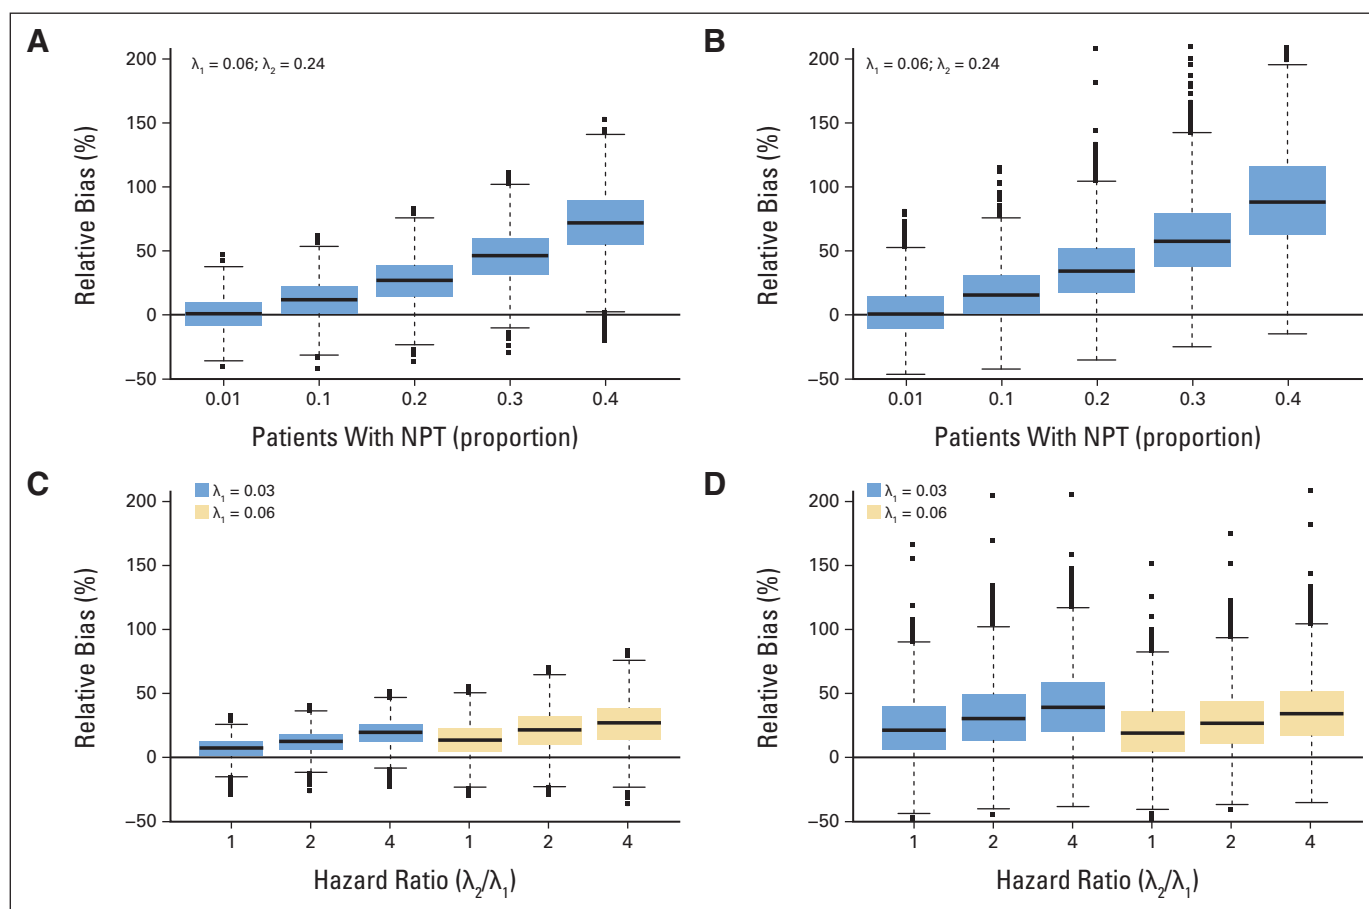 A
λ₁ = 0.06; λ₂ = 0.24
200
150
100
50
0
–50
Relative Bias (%)
0.01 0.1 0.2 0.3 0.4
Patients With NPT (proportion)
B
λ₁ = 0.06; λ₂ = 0.24
200
150
100
50
0
–50
Relative Bias (%)
0.01 0.1 0.2 0.3 0.4
Patients With NPT (proportion)
C
λ₁ = 0.03
λ₁ = 0.06
200
150
100
50
0
–50
Relative Bias (%)
1 2 4 1 2 4
Hazard Ratio (λ₂/λ₁)
D
λ₁ = 0.03
λ₁ = 0.06
200
150
100
50
0
–50
Relative Bias (%)
1 2 4 1 2 4
Hazard Ratio (λ₂/λ₁)